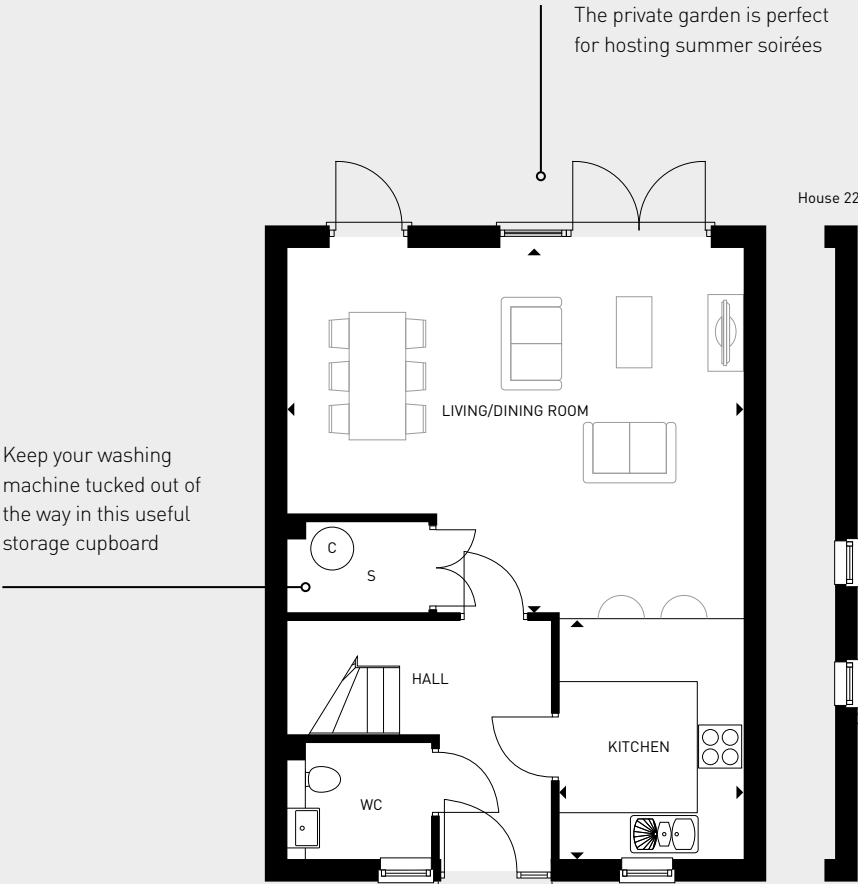 The private garden is perfect
for hosting summer soirées
House 22
LIVING/DINING ROOM
Keep your washing
machine tucked out of
the way in this useful
storage cupboard
C
S
HALL
KITCHEN
WC